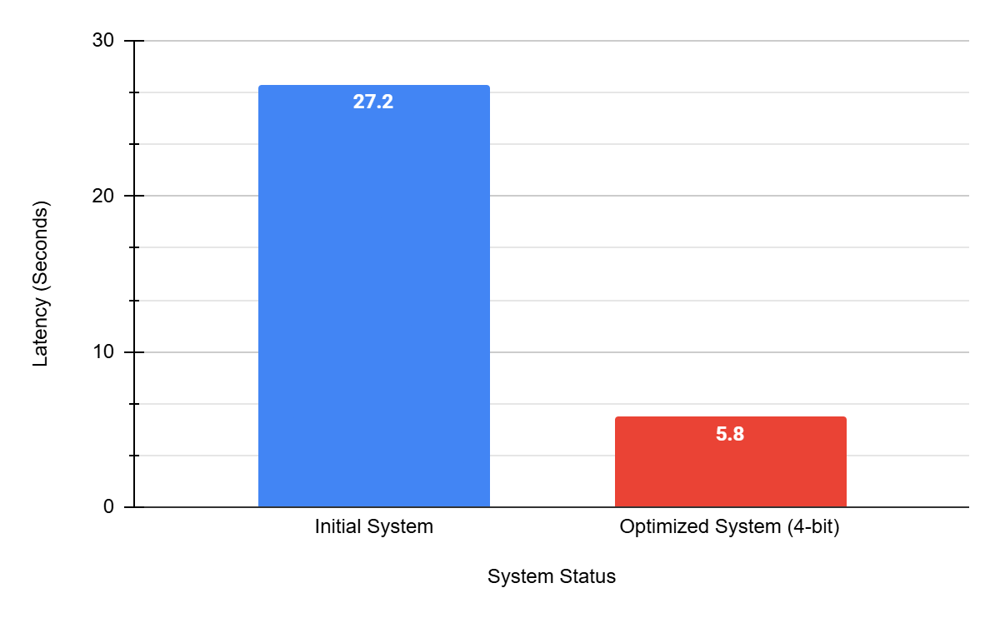 30
27.2
20
Latency (Seconds)
10
5.8
0
Initial System
Optimized System (4-bit)
System Status